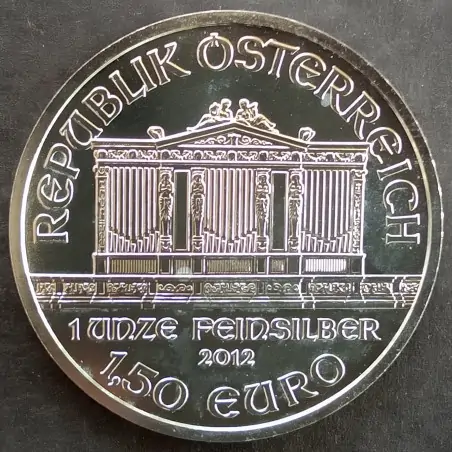 REPUBLIK ÖSTERREICH
1 UNZE FEINSILBER
2012
1,50 EURO